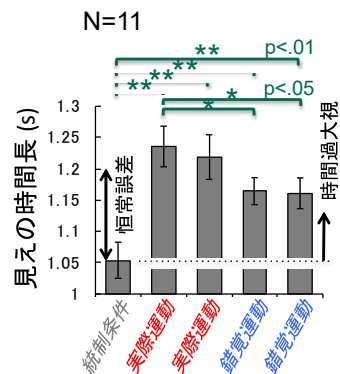 N=11
** p<.01
**
**
**
* p<.05
*
見えの時間長 (s)
1.3
1.25
1.2
1.15
1.1
1.05
1
恒常誤差
時間過大視
統制条件
実際運動
実際運動
錯覚運動
錯覚運動